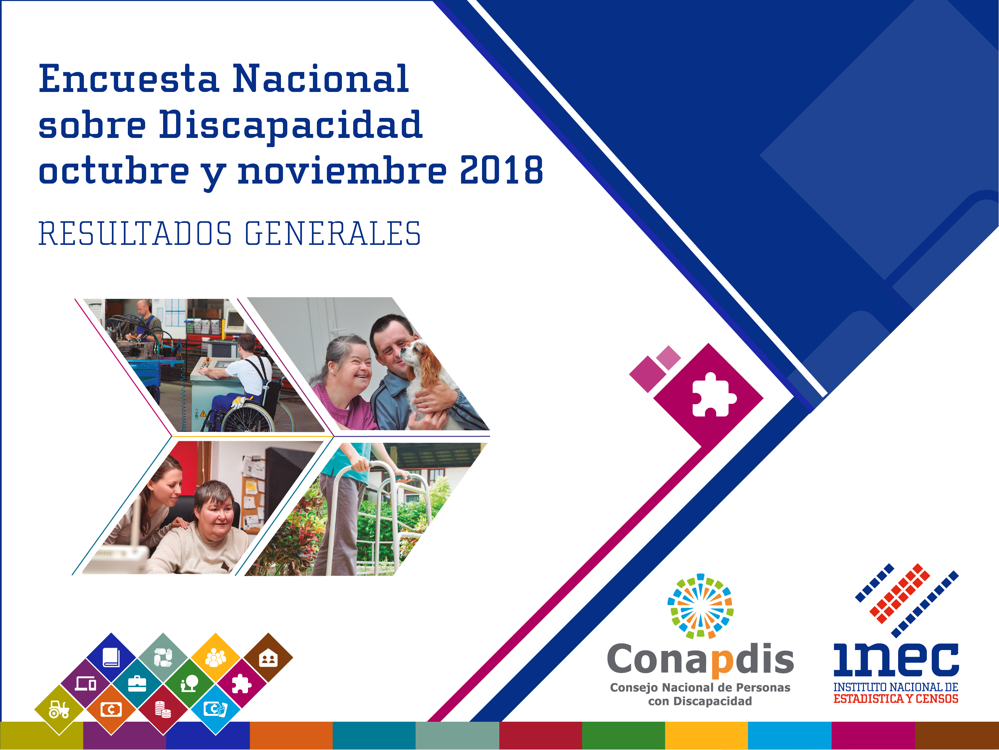 Encuesta Nacional
sobre Discapacidad
octubre y noviembre 2018
RESULTADOS GENERALES
Conapdis
Consejo Nacional de Personas
con Discapacidad
inec
INSTITUTO NACIONAL DE
ESTADISTICA Y CENSOS